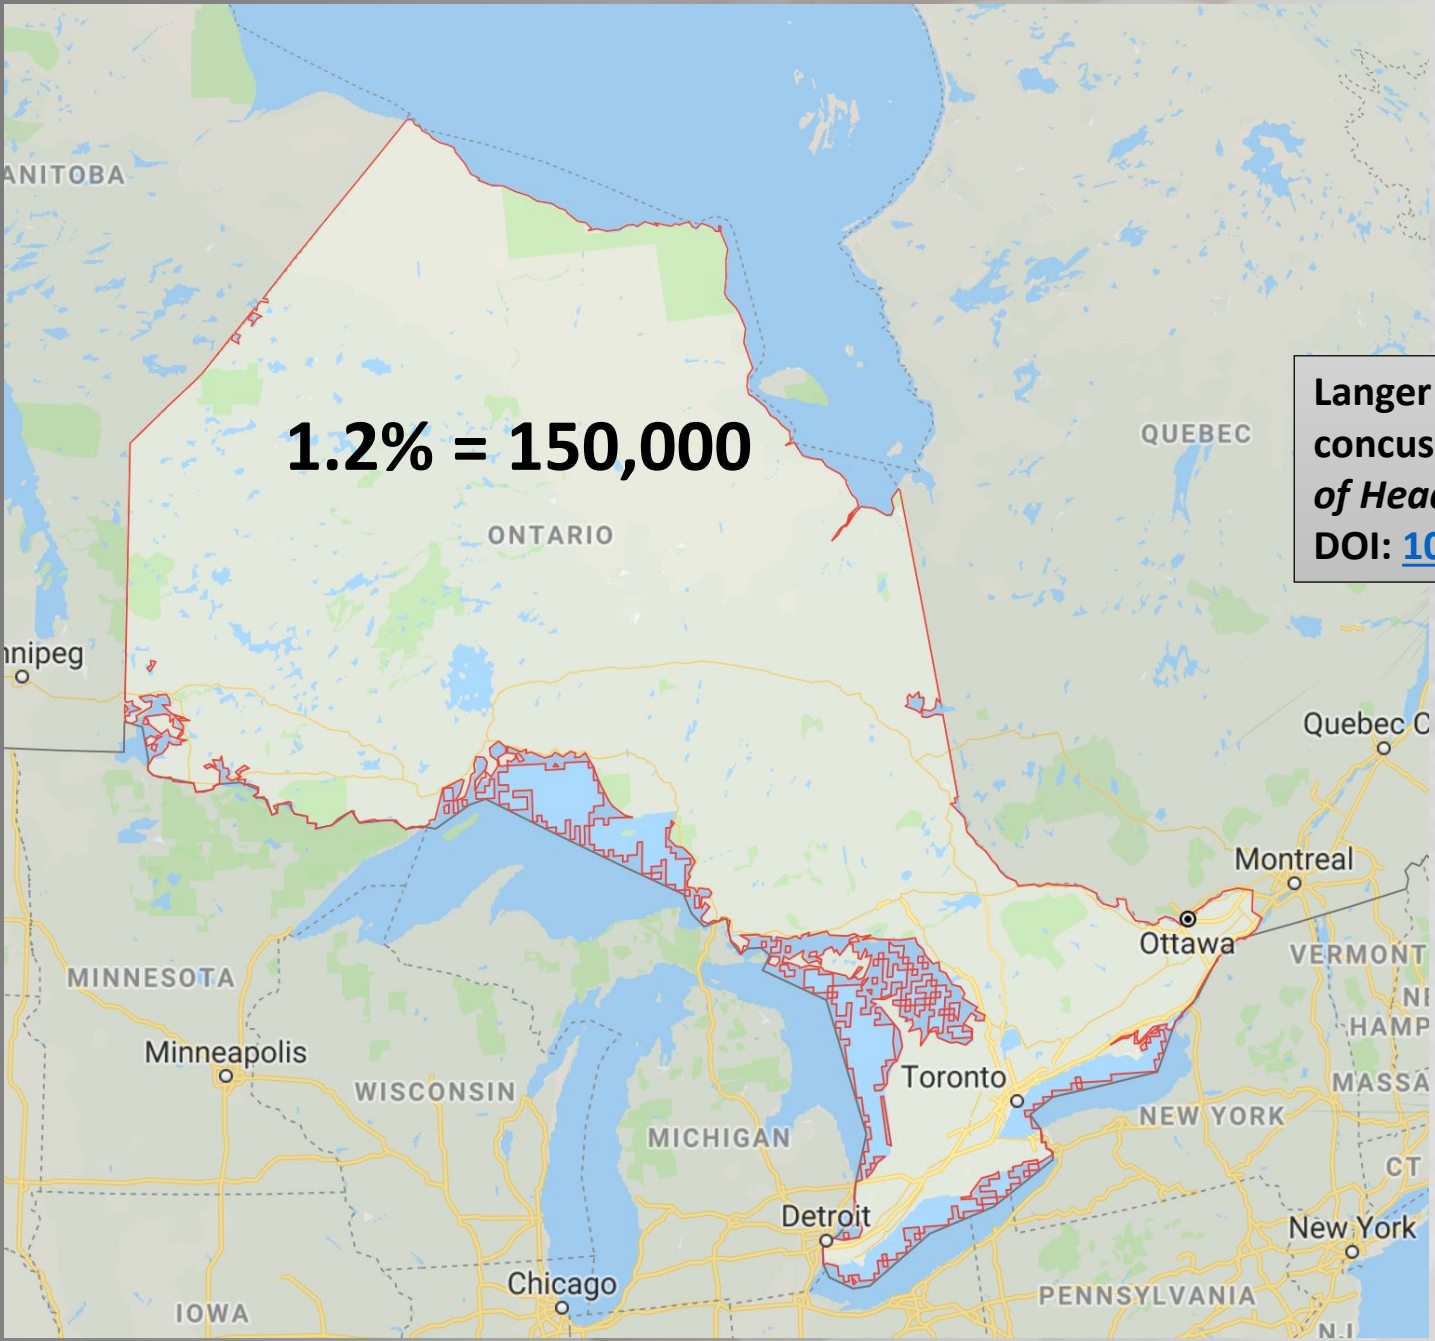 ANITOBA
1.2% = 150,000
ONTARIO
QUEBEC
Langer
concus
of Head
DOI: 10
nnipeg
Quebec C
Montreal
Ottawa
VERMONT
MINNESOTA
NE
HAMP
Minneapolis
WISCONSIN
Toronto
MASSA
NEW YORK
MICHIGAN
CT
Detroit
New York
Chicago
PENNSYLVANIA
IOWA
N.J.